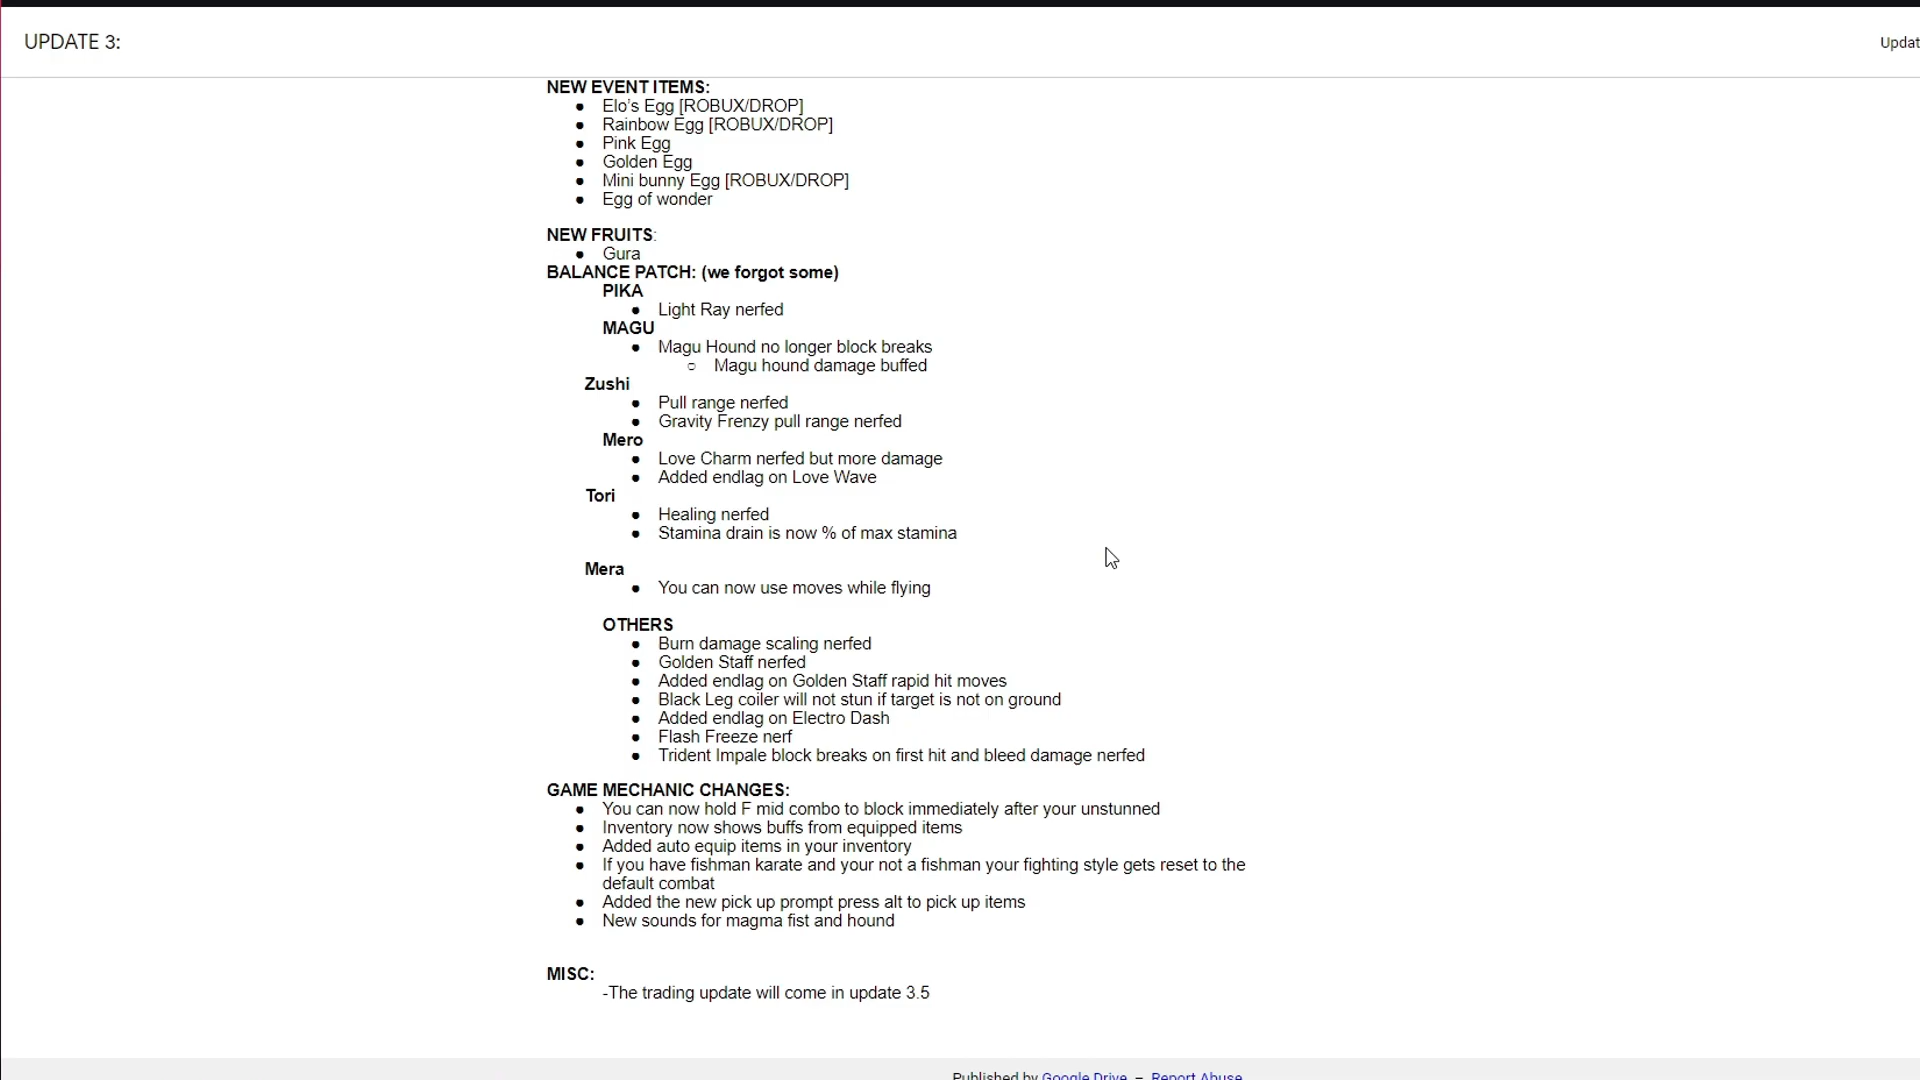 UPDATE 3:
Updat
NEW EVENT ITEMS:
● Elo’s Egg [ROBUX/DROP]
● Rainbow Egg [ROBUX/DROP]
● Pink Egg
● Golden Egg
● Mini bunny Egg [ROBUX/DROP]
● Egg of wonder
NEW FRUITS:
● Gura
BALANCE PATCH: (we forgot some)
PIKA
● Light Ray nerfed
MAGU
● Magu Hound no longer block breaks
○ Magu hound damage buffed
Zushi
● Pull range nerfed
● Gravity Frenzy pull range nerfed
Mero
● Love Charm nerfed but more damage
● Added endlag on Love Wave
Tori
● Healing nerfed
● Stamina drain is now % of max stamina
Mera
● You can now use moves while flying
OTHERS
● Burn damage scaling nerfed
● Golden Staff nerfed
● Added endlag on Golden Staff rapid hit moves
● Black Leg coiler will not stun if target is not on ground
● Added endlag on Electro Dash
● Flash Freeze nerf
● Trident Impale block breaks on first hit and bleed damage nerfed
GAME MECHANIC CHANGES:
● You can now hold F mid combo to block immediately after your unstunned
● Inventory now shows buffs from equipped items
● Added auto equip items in your inventory
● If you have fishman karate and your not a fishman your fighting style gets reset to the
default combat
● Added the new pick up prompt press alt to pick up items
● New sounds for magma fist and hound
MISC:
-The trading update will come in update 3.5
Published by Google Drive – Report Abuse